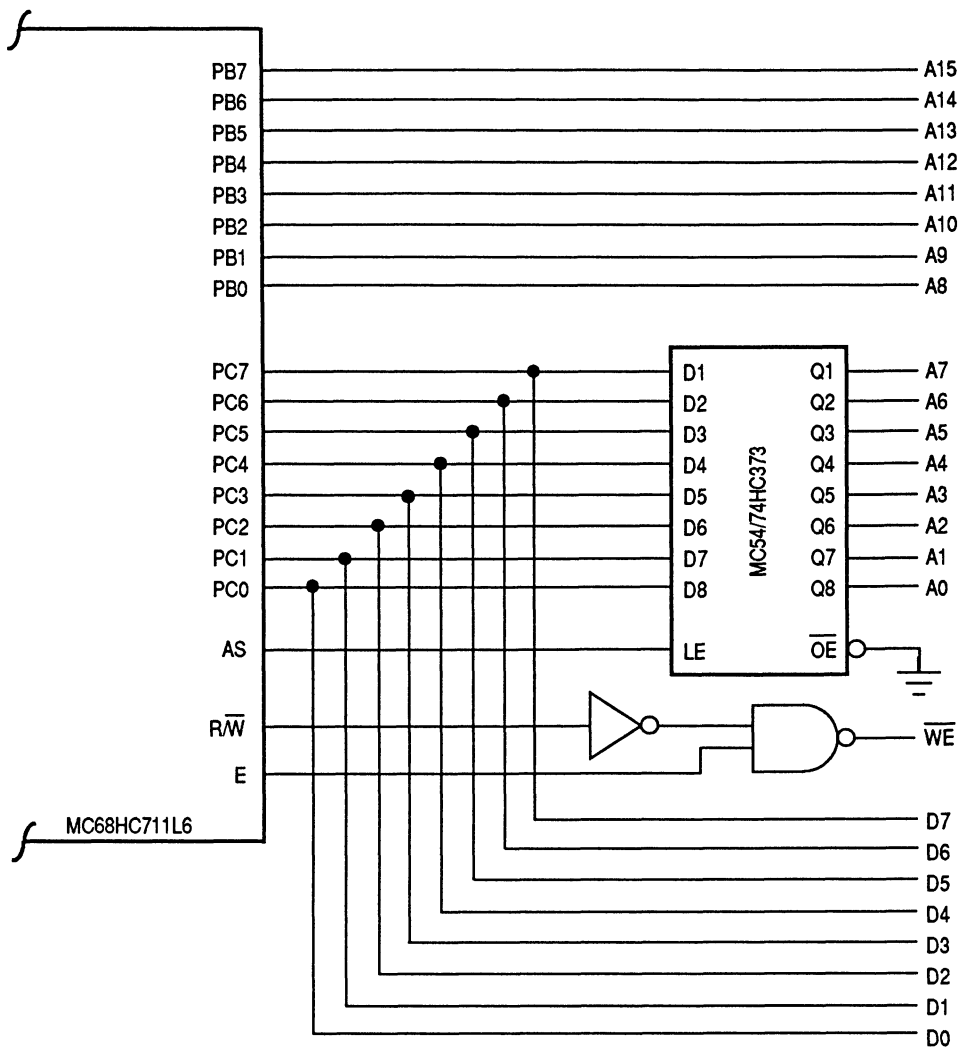 PB7 A15
PB6 A14
PB5 A13
PB4 A12
PB3 A11
PB2 A10
PB1 A9
PB0 A8
PC7 D1 Q1 A7
PC6 D2 Q2 A6
PC5 D3 Q3 A5
PC4 D4 Q4 A4
PC3 D5 Q5 A3
PC2 D6 Q6 A2
PC1 D7 Q7 A1
PC0 D8 Q8 A0
MC54/74HC373
AS LE O̅E̅
R/W̅ W̅E̅
E
MC68HC711L6 D7
D6
D5
D4
D3
D2
D1
D0